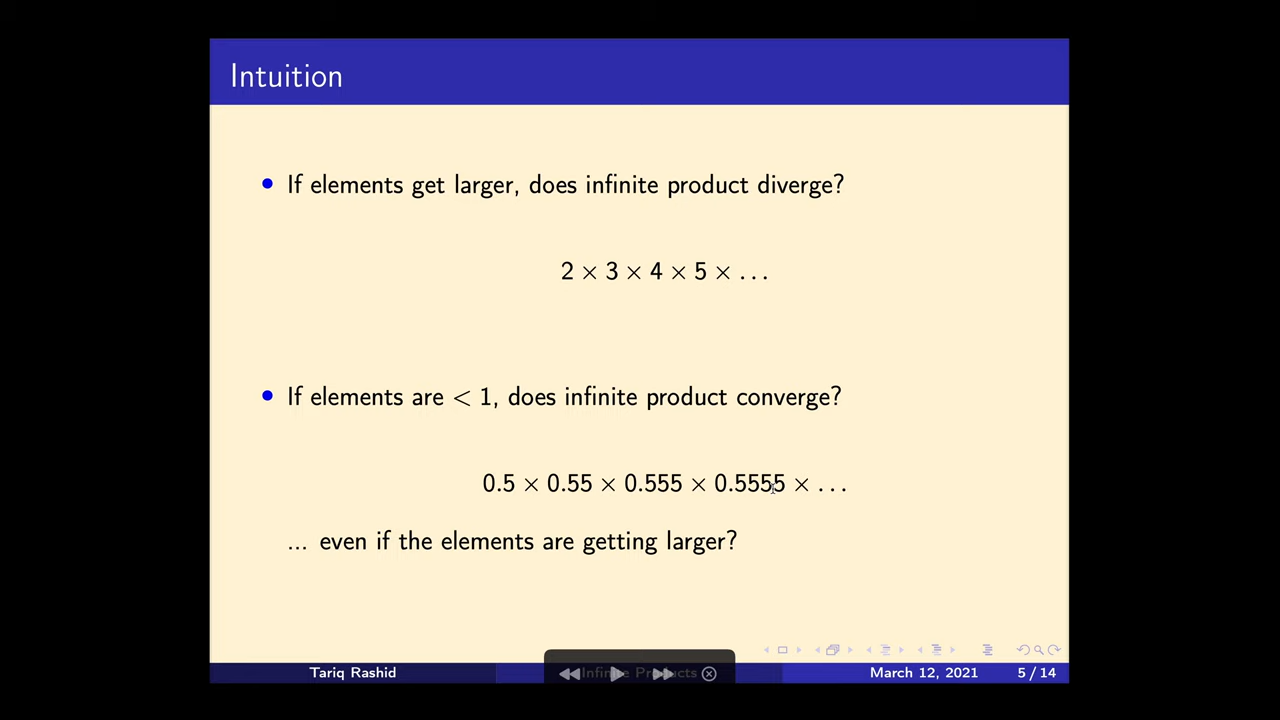 Intuition
• If elements get larger, does infinite product diverge?
2 × 3 × 4 × 5 × ...
• If elements are < 1, does infinite product converge?
0.5 × 0.55 × 0.555 × 0.5555 × ...
... even if the elements are getting larger?
Tariq Rashid Infinite Products March 12, 2021 5 / 14